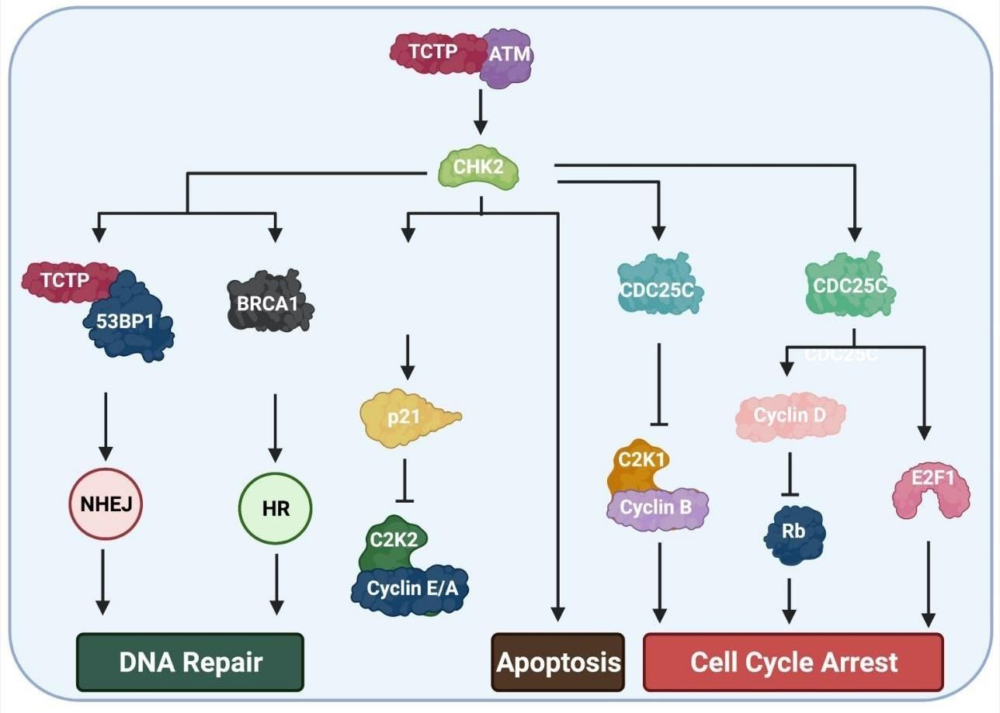 TCTP
ATM
CHK2
TCTP
53BP1
BRCA1
CDC25C
CDC25C
CDC25C
p21
Cyclin D
C2K1
Cyclin B
E2F1
NHEJ
HR
C2K2
Cyclin E/A
Rb
DNA Repair
Apoptosis
Cell Cycle Arrest